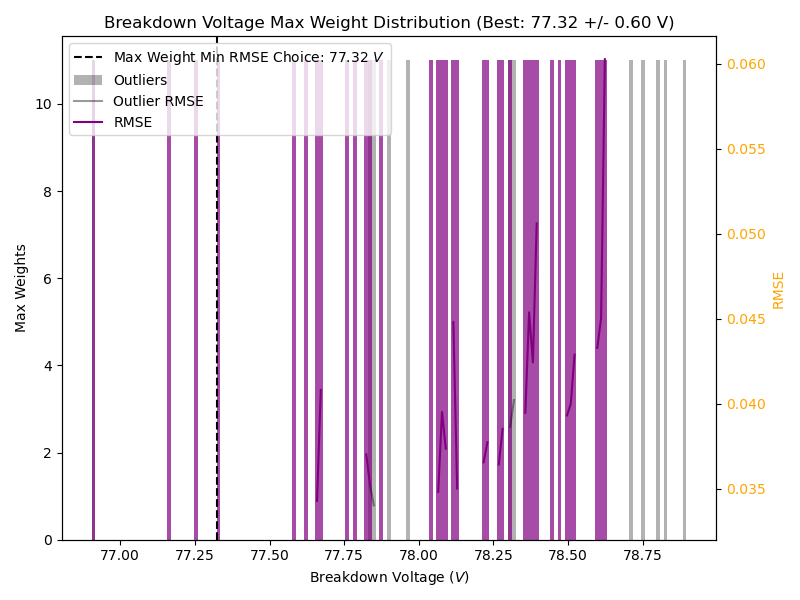 Breakdown Voltage Max Weight Distribution (Best: 77.32 +/- 0.60 V)
Max Weight Min RMSE Choice: 77.32 V
Outliers
Outlier RMSE
RMSE
10
8
6
4
2
0
Max Weights
0.060
0.055
0.050
0.045
0.040
0.035
RMSE
77.00 77.25 77.50 77.75 78.00 78.25 78.50 78.75
Breakdown Voltage (V)